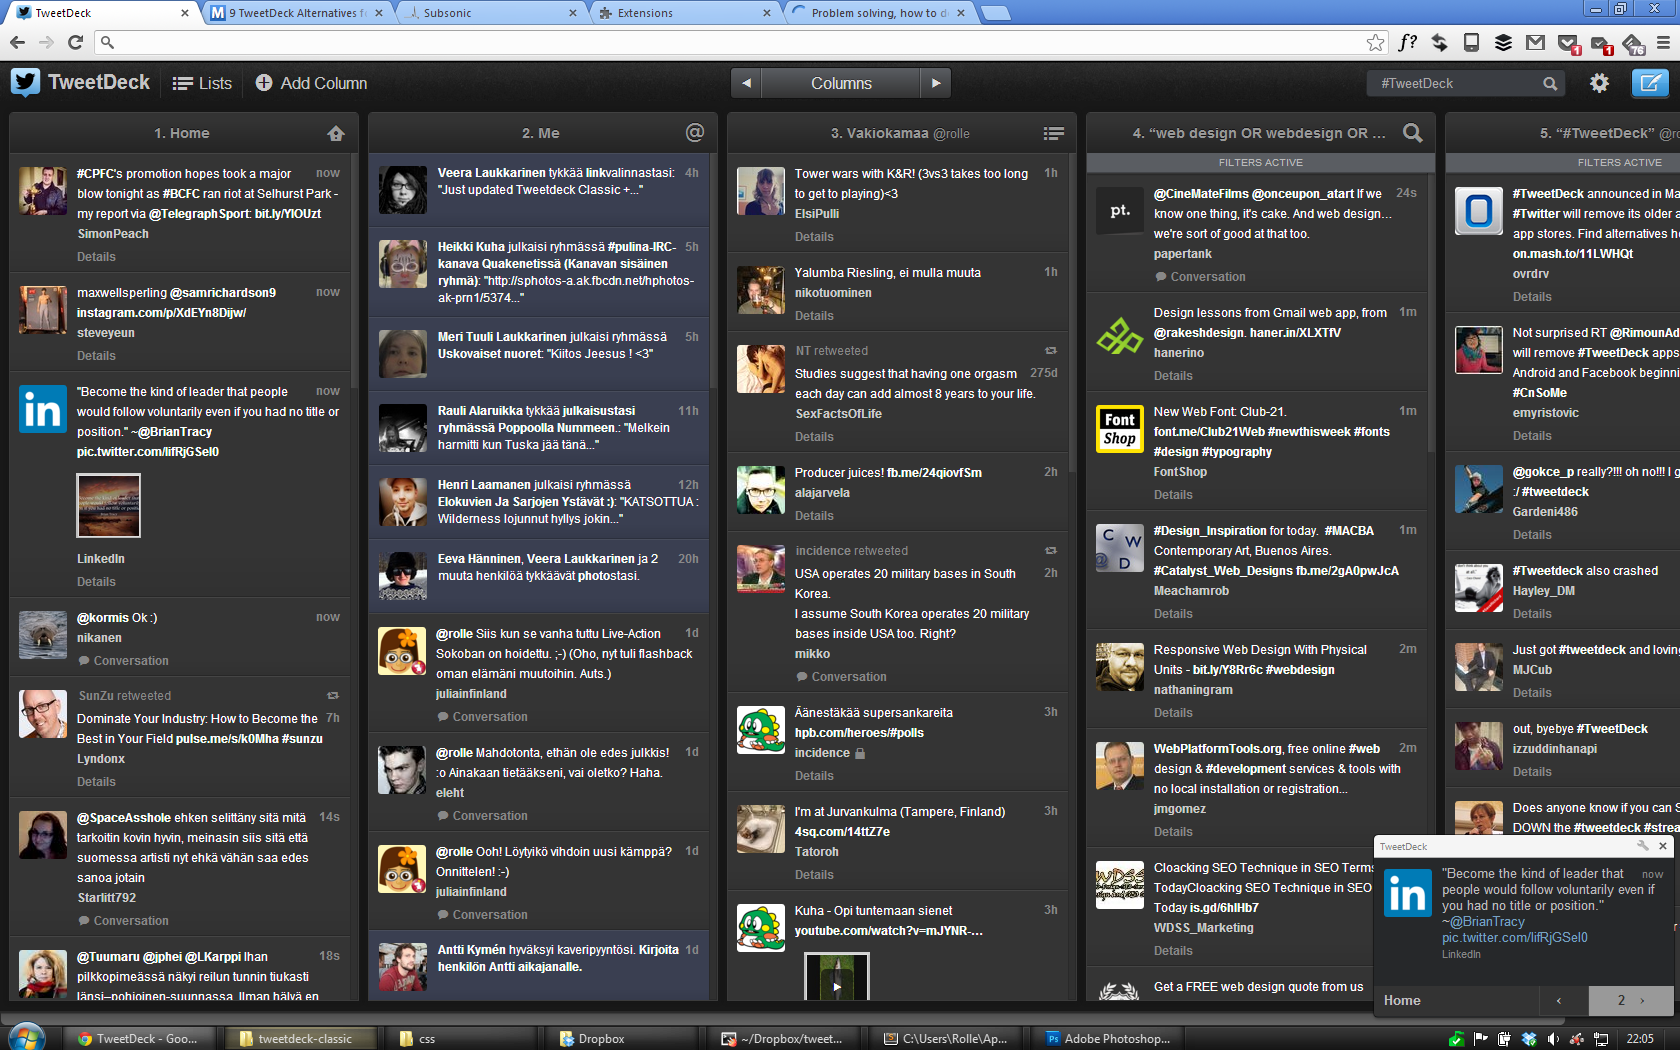 TweetDeck
9 TweetDeck Alternatives f
Subsonic
Extensions
Problem solving, how to d
f?
1
1
76
TweetDeck
Lists
Add Column
Columns
#TweetDeck
1. Home
#CPFC's promotion hopes took a major
now
blow tonight as #BCFC ran riot at Selhurst Park -
my report via @TelegraphSport: bit.ly/YlOUzt
SimonPeach
Details
maxwellsperling @samrichardson9
now
instagram.com/p/XdEYn8Dijw/
steveyeun
Details
"Become the kind of leader that people
now
would follow voluntarily even if you had no title or
position." ~@BrianTracy
pic.twitter.com/IifRjGSel0
LinkedIn
Details
@kormis Ok :)
now
nikanen
Conversation
SunZu retweeted
Dominate Your Industry: How to Become the
7h
Best in Your Field pulse.me/s/k0Mha #sunzu
Lyndonx
Details
@SpaceAsshole ehken selittäny sitä mitä
14s
tarkoitin kovin hyvin, meinasin siis sitä että
suomessa artisti nyt ehkä vähän saa edes
sanoa jotain
Starlitt792
Conversation
@Tuumaru @jphei @LKarppi Ihan
18s
pilkkopimeässä näkyi reilun tunnin tiukasti
länsi–pohjoinen-suunnassa. Ilman hälyä en
2. Me
@
Veera Laukkarinen tykkää linkvalinnastasi:
4h
"Just updated Tweetdeck Classic +..."
Heikki Kuha julkaisi ryhmässä #pulina-IRC-
5h
kanava Quakenetissä (Kanavan sisäinen
ryhmä): "http://sphotos-a.ak.fbcdn.net/hphotos-
ak-prn1/5374..."
Meri Tuuli Laukkarinen julkaisi ryhmässä
5h
Uskovaiset nuoret: "Kiitos Jeesus ! <3"
Rauli Alaruikka tykkää julkaisustasi
11h
ryhmässä Poppoolla Nummeen.: "Melkein
harmitti kun Tuska jää tänä..."
Henri Laamanen julkaisi ryhmässä
12h
Elokuvien Ja Sarjojen Ystävät :): "KATSOTTUA :
Wilderness lojunnut hyllys jokin..."
Eeva Hänninen, Veera Laukkarinen ja 2
20h
muuta henkilöä tykkäävät photostasi.
@rolle Siis kun se vanha tuttu Live-Action
1d
Sokoban on hoidettu. ;-) (Oho, nyt tuli flashback
oman elämäni muutoihin. Auts.)
juliainfinland
Conversation
@rolle Mahdotonta, ethän ole edes julkkis!
1d
:o Ainakaan tietääkseni, vai oletko? Haha.
eleht
Conversation
@rolle Ooh! Löytyikö vihdoin uusi kämppä?
1d
Onnittelen! :-)
juliainfinland
Conversation
Antti Kymén hyväksyi kaveripyyntösi. Kirjoita
1d
henkilön Antti aikajanalle.
3. Vakiokamaa @rolle
Tower wars with K&R! (3vs3 takes too long
1h
to get to playing)<3
ElsiPulli
Details
Yalumba Riesling, ei mulla muuta
1h
nikotuominen
Details
NT retweeted
Studies suggest that having one orgasm
275d
each day can add almost 8 years to your life.
SexFactsOfLife
Details
Producer juices! fb.me/24qiovfSm
2h
alajarvela
Details
incidence retweeted
USA operates 20 military bases in South
2h
Korea.
I assume South Korea operates 20 military
bases inside USA too. Right?
mikko
Conversation
Äänestäkää supersankareita
3h
hpb.com/heroes/#polls
incidence
Details
I'm at Jurvankulma (Tampere, Finland)
3h
4sq.com/14ttZ7e
Tatoroh
Details
Kuha - Opi tuntemaan sienet
3h
youtube.com/watch?v=mJYNR-...
4. "web design OR webdesign OR ...
FILTERS ACTIVE
pt.
@CineMateFilms @onceupon_atart If we
24s
know one thing, it's cake. And web design...
we're sort of good at that too.
papertank
Conversation
Design lessons from Gmail web app, from
1m
@rakeshdesign. haner.in/XLXTfV
hanerino
Details
Font
Shop
New Web Font: Club-21.
1m
font.me/Club21Web #newthisweek #fonts
#design #typography
FontShop
Details
C W
@ D
#Design_Inspiration for today. #MACBA
1m
Contemporary Art, Buenos Aires.
#Catalyst_Web_Designs fb.me/2gA0pwJcA
Meachamrob
Details
Responsive Web Design With Physical
2m
Units - bit.ly/Y8Rr6c #webdesign
nathaningram
Details
WebPlatformTools.org, free online #web
2m
design & #development services & tools with
no local installation or registration...
jmgomez
Details
WDSS
Cloacking SEO Technique in SEO Terms
TodayCloacking SEO Technique in SEO
Today is.gd/6hlHb7
WDSS_Marketing
Details
Get a FREE web design quote from us
5. "#TweetDeck" @ro
FILTERS ACTIVE
#TweetDeck announced in Ma
#Twitter will remove its older a
app stores. Find alternatives he
on.mash.to/11LWHQt
ovrdrv
Details
Not surprised RT @RimounAd
will remove #TweetDeck apps
Android and Facebook beginni
#CnSoMe
emyristovic
Details
@gokce_p really?!!! oh no!!! I g
:/ #tweetdeck
Gardeni486
Details
#Tweetdeck also crashed
Hayley_DM
Details
Just got #tweetdeck and loving
MJCub
Details
out, byebye #TweetDeck
izzuddinhanapi
Details
Does anyone know if you can S
DOWN the #tweetdeck #strea
TweetDeck
in
"Become the kind of leader that
now
people would follow voluntarily even if
you had no title or position."
~@BrianTracy
pic.twitter.com/IifRjGSel0
LinkedIn
Home
2
TweetDeck - Goo...
tweetdeck-classic
css
Dropbox
~/Dropbox/tweet...
C:\Users\Rolle\Ap...
Adobe Photoshop...
22:05